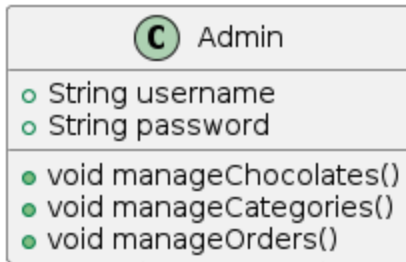 C Admin
String username
String password
void manageChocolates()
void manageCategories()
void manageOrders()